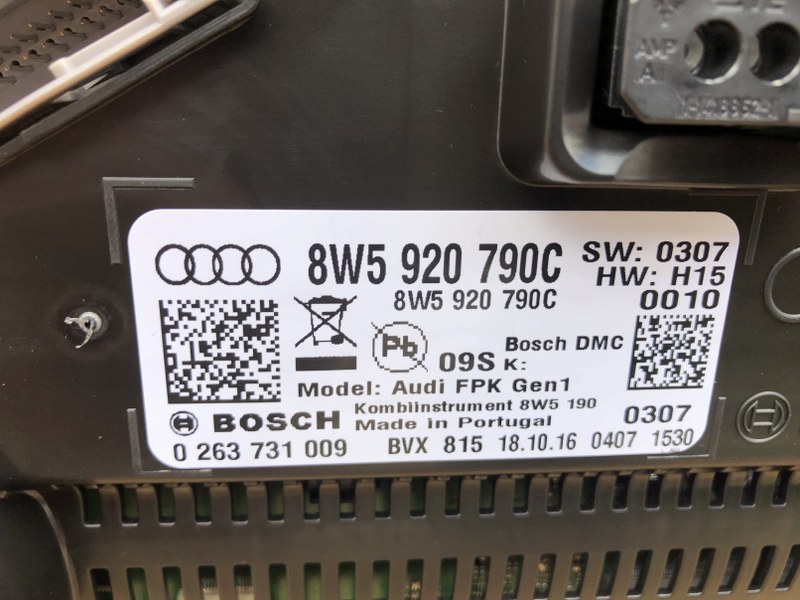 AMP
A
8W5 920 790C
SW: 0307
HW: H15
8W5 920 790C
0010
Pb
Bosch DMC
09S K:
Model: Audi FPK Gen1
Kombiinstrument 8W5 190
BOSCH Made in Portugal
0307
0 263 731 009 BVX 815 18.10.16 0407 1530